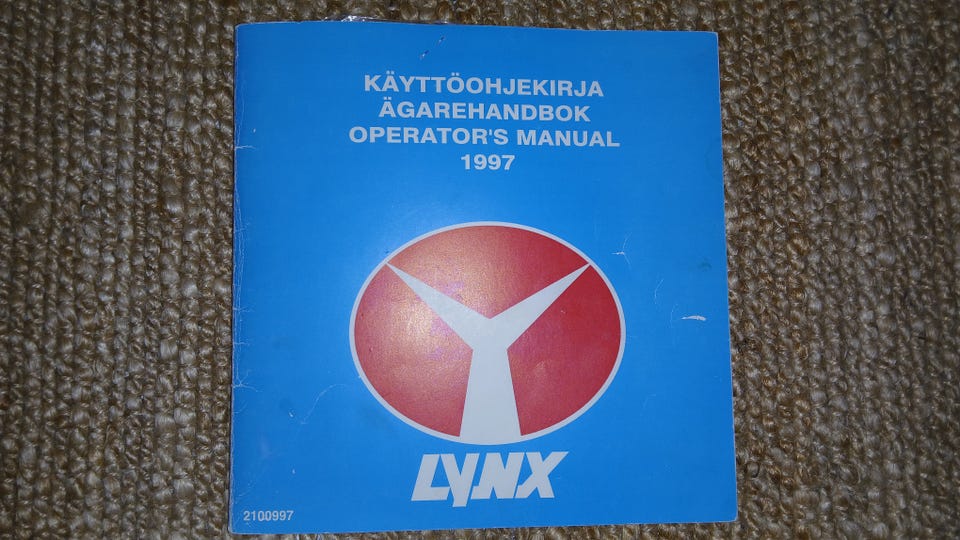 KÄYTTÖOHJEKIRJA
ÄGAREHANDBOK
OPERATOR'S MANUAL
1997
LYNX
2100997